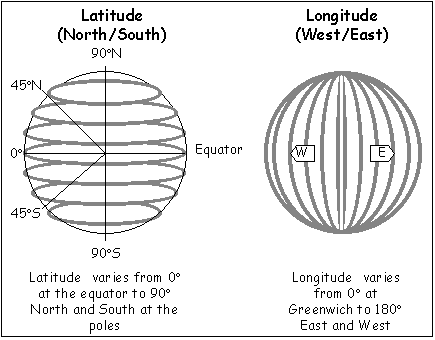 Latitude
(North/South)
90°N
45°N
0°
Equator
45°S
90°S
Latitude varies from 0°
at the equator to 90°
North and South at the
poles
Longitude
(West/East)
W
E
Longitude varies
from 0° at
Greenwich to 180°
East and West